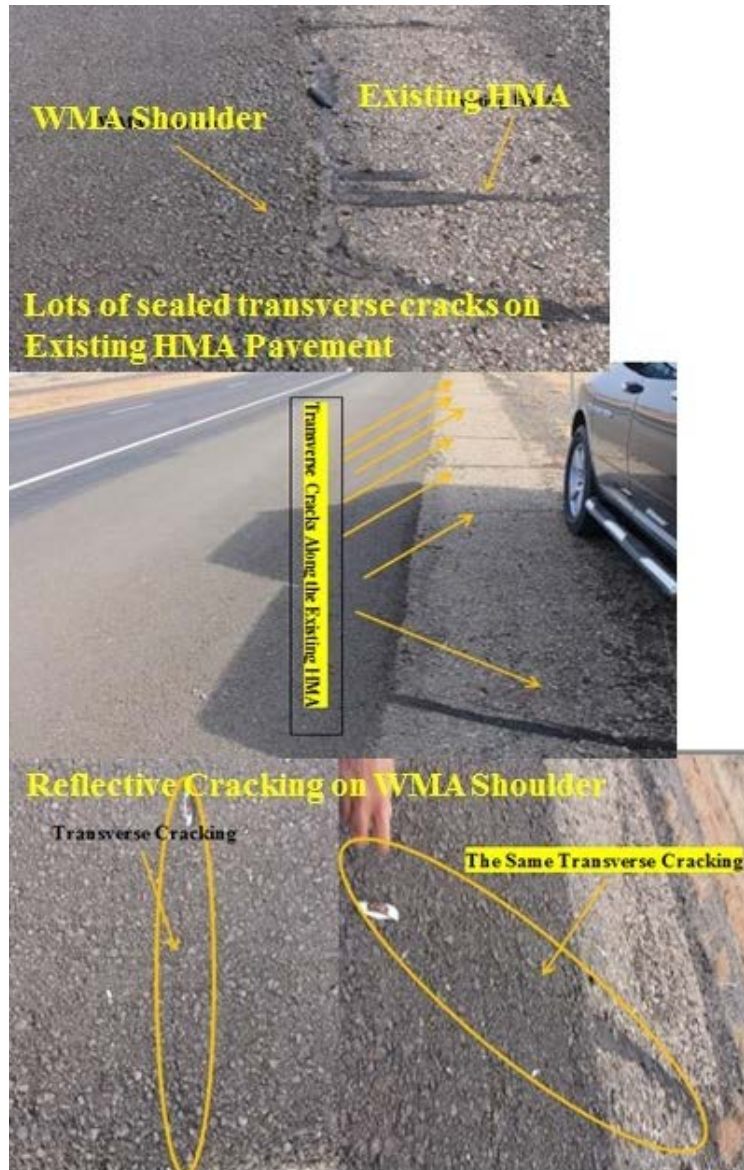 WMA Shoulder
Existing HMA
Lots of sealed transverse cracks on
Existing HMA Pavement
Transverse Cracks Along the Existing HMA
Reflective Cracking on WMA Shoulder
Transverse Cracking
The Same Transverse Cracking